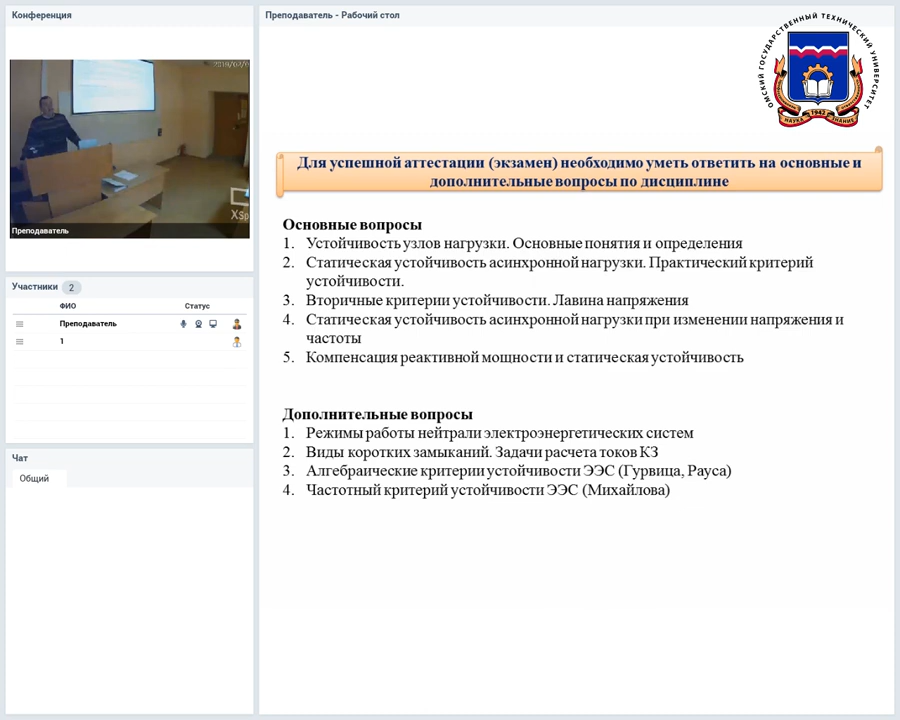 Конференция
2018/02/0
XSp
Преподаватель
Участники 2
ФИО Статус
Преподаватель
1
Чат
Общий
Преподаватель - Рабочий стол
ОМСКИЙ ГОСУДАРСТВЕННЫЙ ТЕХНИЧЕСКИЙ УНИВЕРСИТЕТ
НАУКА 1942 ЗНАНИЕ
Для успешной аттестации (экзамен) необходимо уметь ответить на основные и
дополнительные вопросы по дисциплине
Основные вопросы
1. Устойчивость узлов нагрузки. Основные понятия и определения
2. Статическая устойчивость асинхронной нагрузки. Практический критерий
устойчивости.
3. Вторичные критерии устойчивости. Лавина напряжения
4. Статическая устойчивость асинхронной нагрузки при изменении напряжения и
частоты
5. Компенсация реактивной мощности и статическая устойчивость
Дополнительные вопросы
1. Режимы работы нейтрали электроэнергетических систем
2. Виды коротких замыканий. Задачи расчета токов КЗ
3. Алгебраические критерии устойчивости ЭЭС (Гурвица, Рауса)
4. Частотный критерий устойчивости ЭЭС (Михайлова)